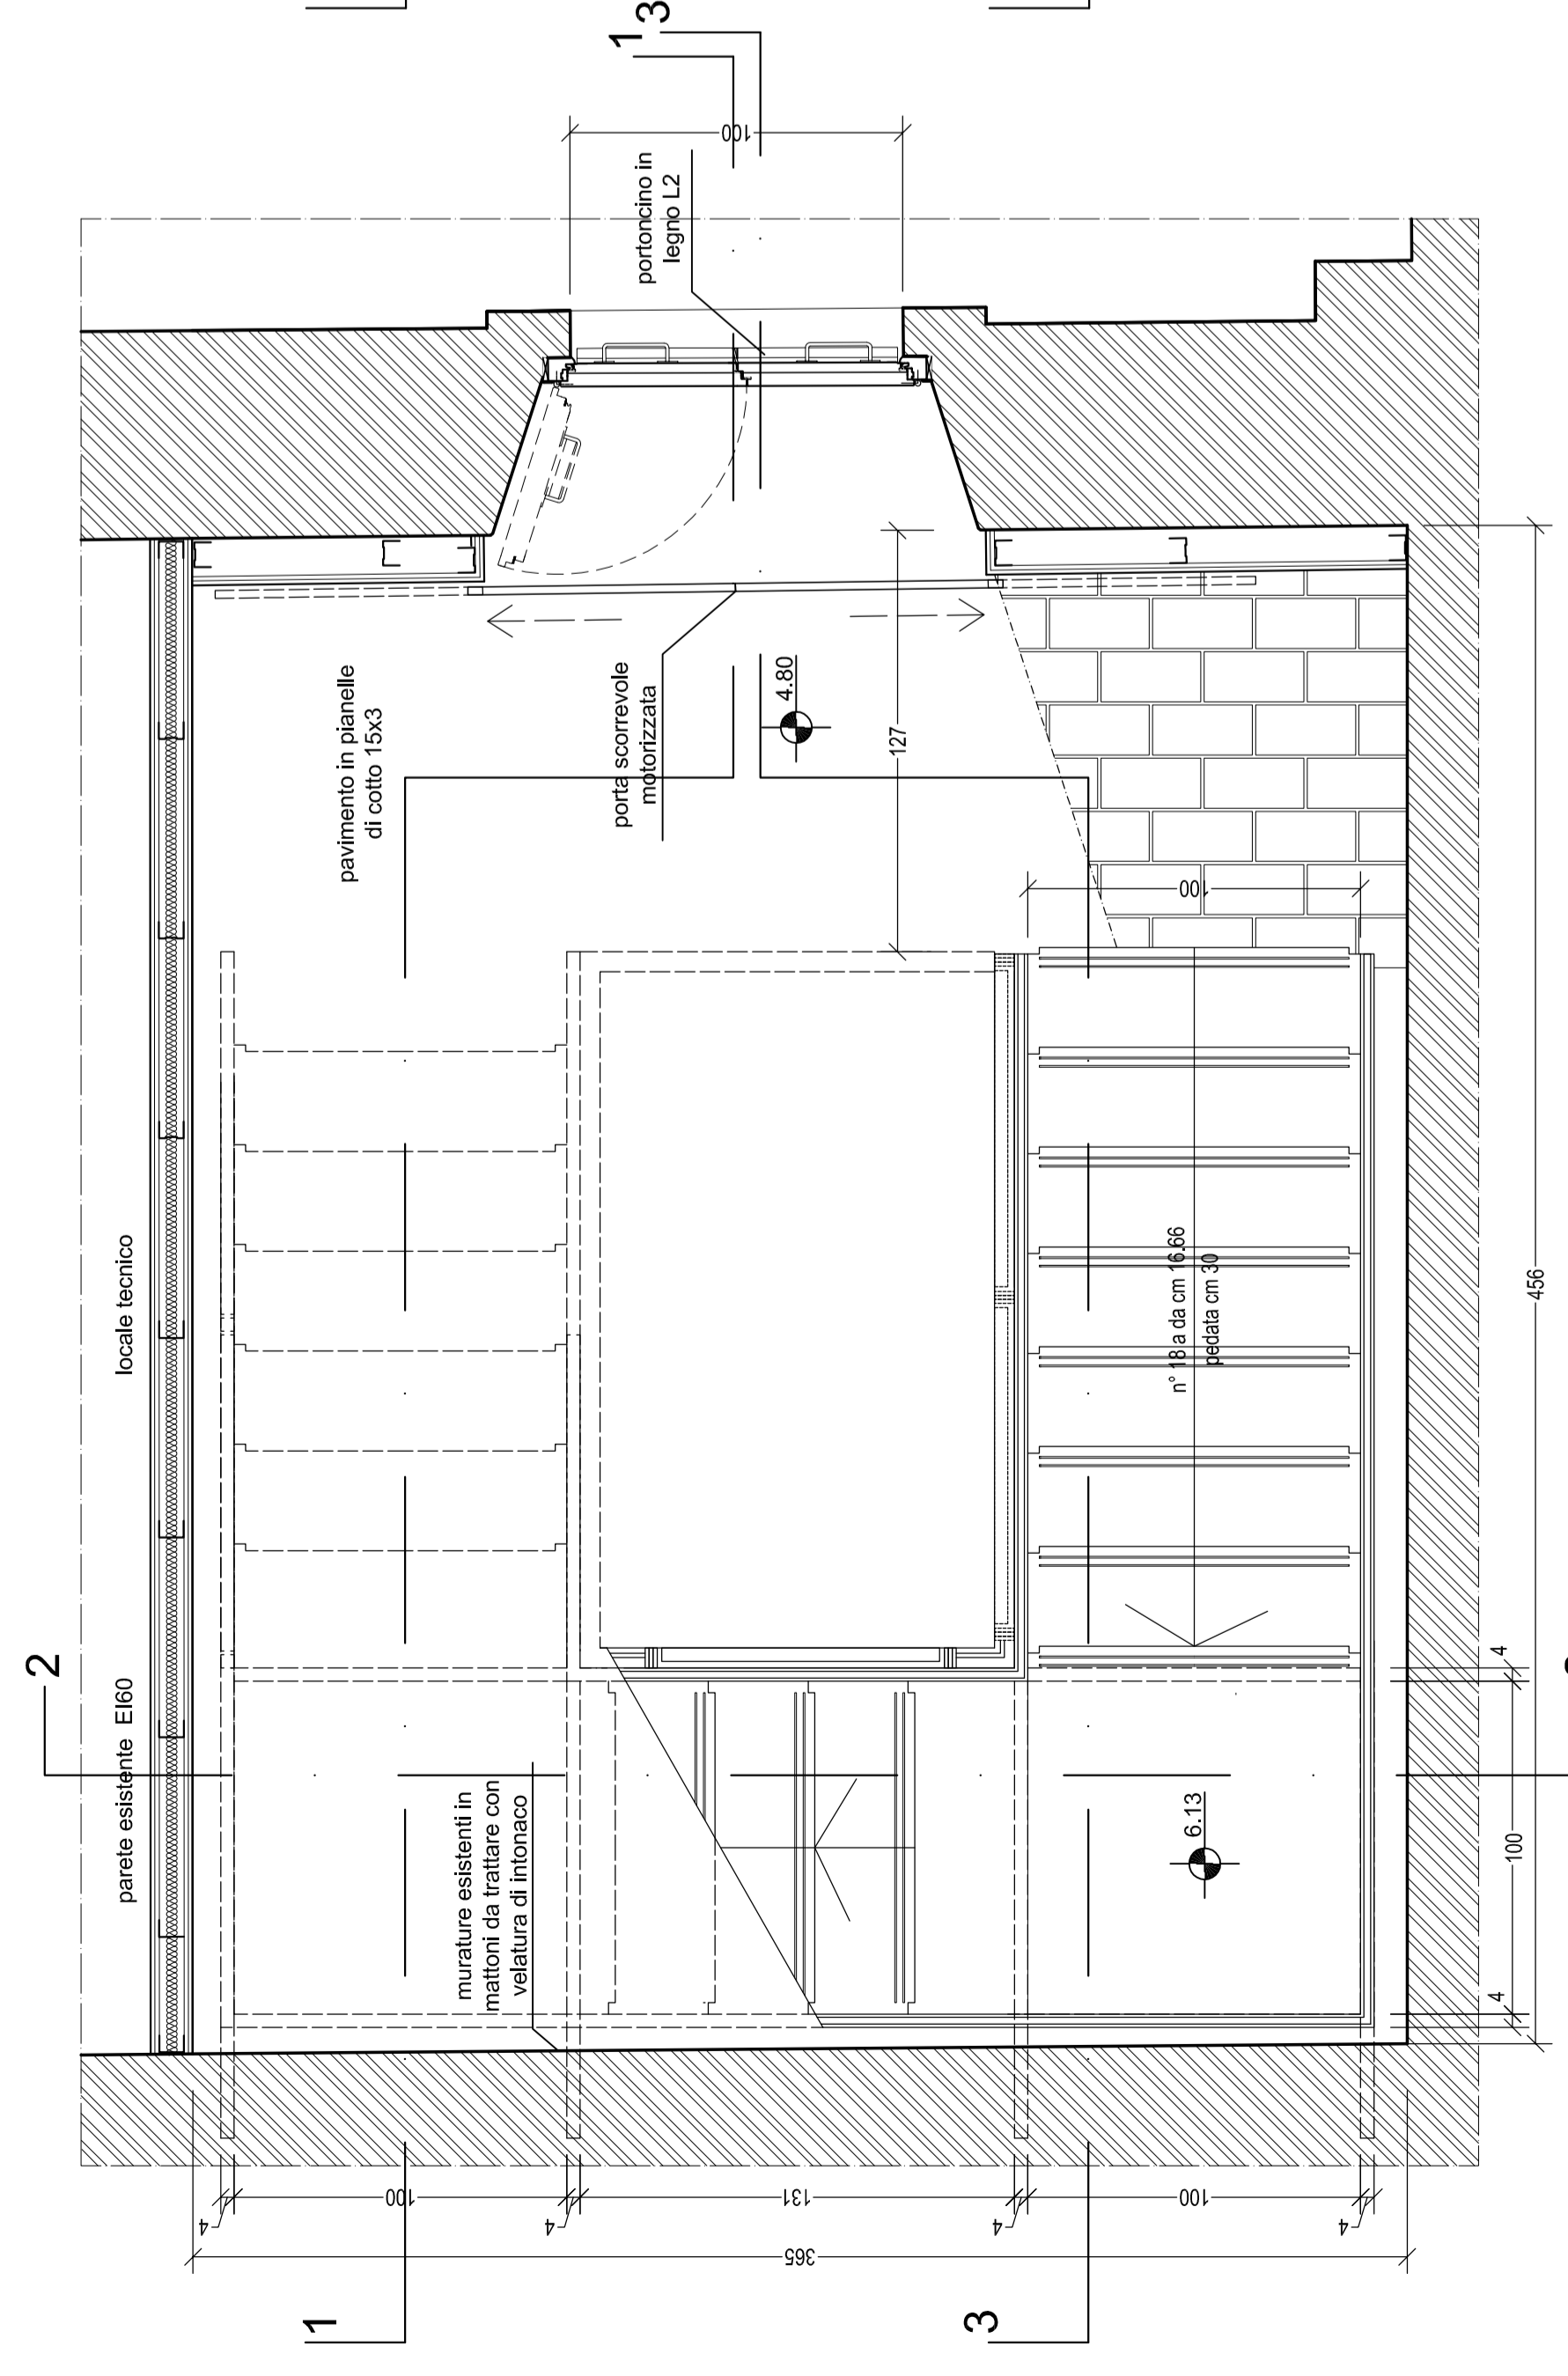 2
locale tecnico
parete esistente  EI60
pavimento in pianelle
di cotto 15x3
murature esistenti in
mattoni da trattare con
velatura di intonaco
porta scorrevole
motorizzata
portoncino in
legno L2
1
3
100
4.80
127
100
n° 18 a da cm 16.66
pedata cm 30
6.13
4
100
4
456
4
100
4
131
4
100
4
365
1
3